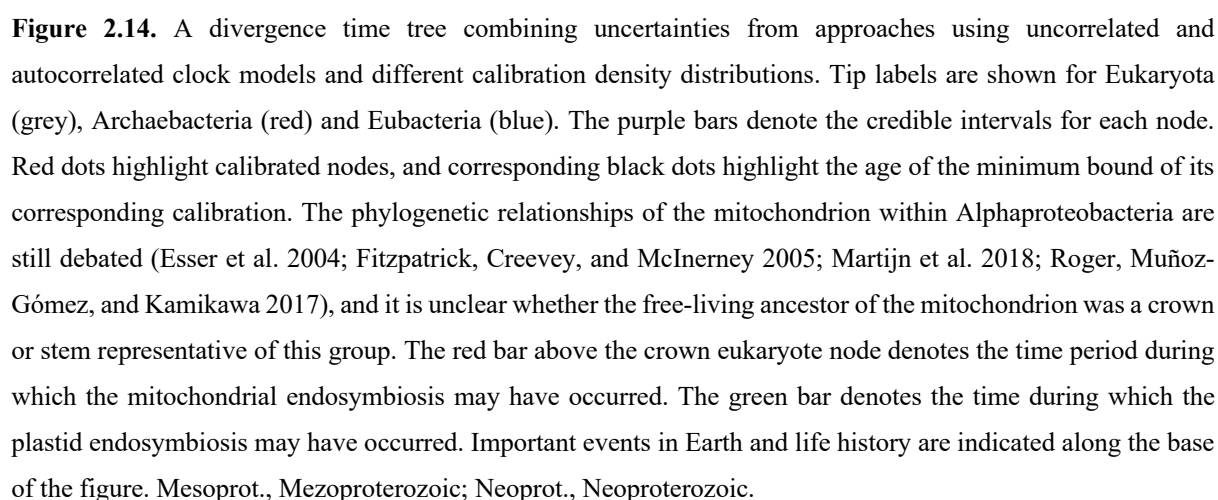 Figure 2.14. A divergence time tree combining uncertainties from approaches using uncorrelated and
autocorrelated clock models and different calibration density distributions. Tip labels are shown for Eukaryota
(grey), Archaebacteria (red) and Eubacteria (blue). The purple bars denote the credible intervals for each node.
Red dots highlight calibrated nodes, and corresponding black dots highlight the age of the minimum bound of its
corresponding calibration. The phylogenetic relationships of the mitochondrion within Alphaproteobacteria are
still debated (Esser et al. 2004; Fitzpatrick, Creevey, and McInerney 2005; Martijn et al. 2018; Roger, Muñoz-
Gómez, and Kamikawa 2017), and it is unclear whether the free-living ancestor of the mitochondrion was a crown
or stem representative of this group. The red bar above the crown eukaryote node denotes the time period during
which the mitochondrial endosymbiosis may have occurred. The green bar denotes the time during which the
plastid endosymbiosis may have occurred. Important events in Earth and life history are indicated along the base
of the figure. Mesoprot., Mezoproterozoic; Neoprot., Neoproterozoic.